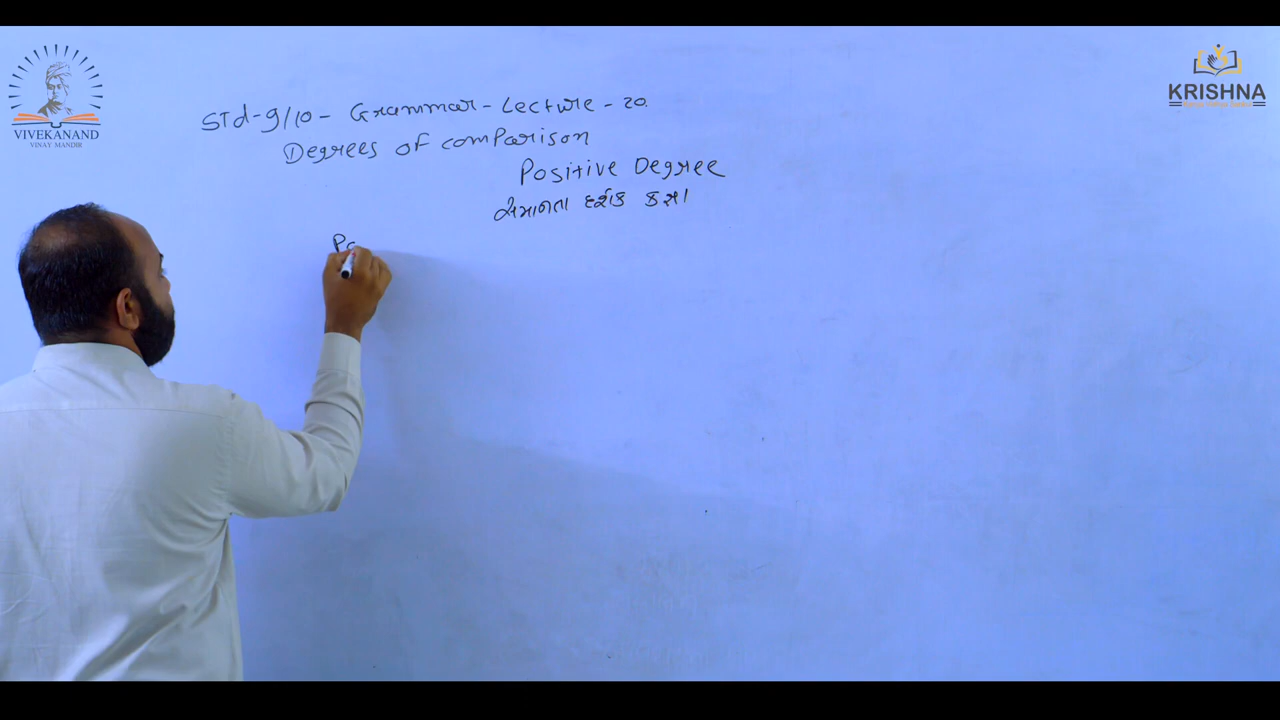 VIVEKANAND
VINAY MANDIR
KRISHNA
STd-9/10 - Grammar - Lecture - 20.
Degrees of comparison
Positive Degree
સમાનતા દર્શક કક્ષા
Po